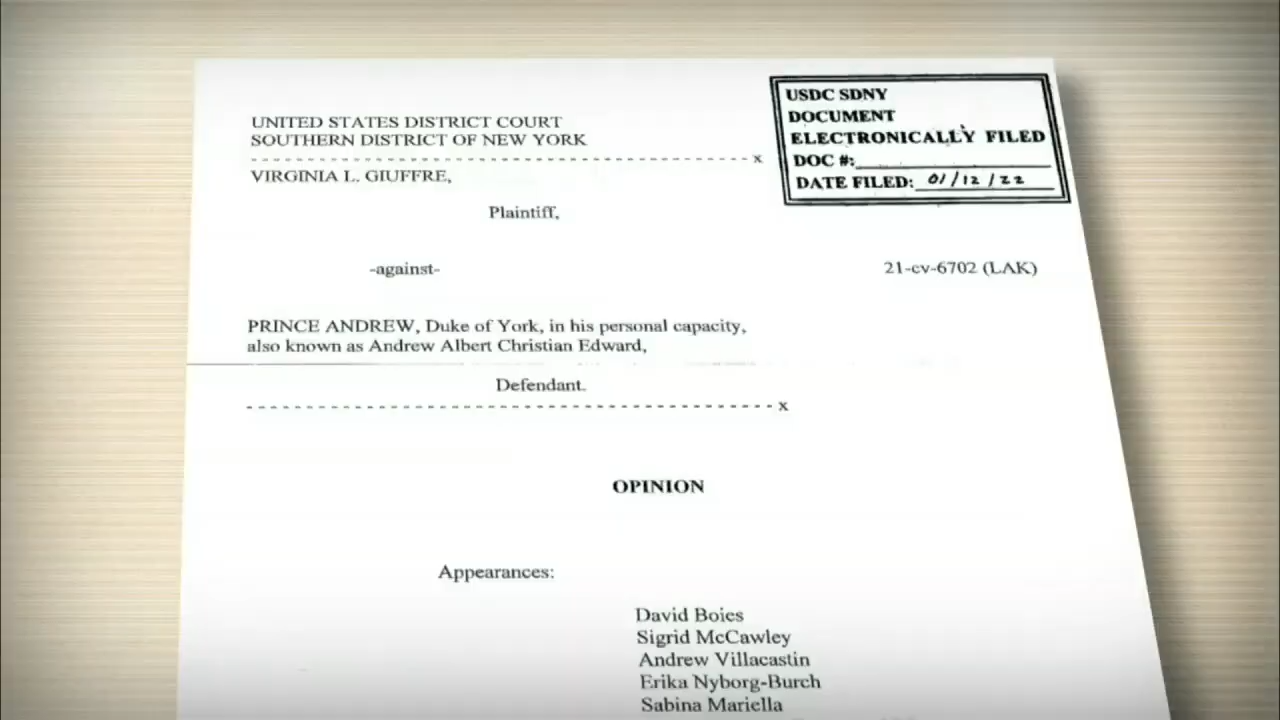 USDC SDNY
DOCUMENT
ELECTRONICALLY FILED
DOC #:
DATE FILED: 01/12/22
UNITED STATES DISTRICT COURT
SOUTHERN DISTRICT OF NEW YORK
------------------------------------------------------------x
VIRGINIA L. GIUFFRE,
Plaintiff,
-against-
21-cv-6702 (LAK)
PRINCE ANDREW, Duke of York, in his personal capacity,
also known as Andrew Albert Christian Edward,
Defendant.
------------------------------------------------------------x
OPINION
Appearances:
David Boies
Sigrid McCawley
Andrew Villacastin
Erika Nyborg-Burch
Sabina Mariella